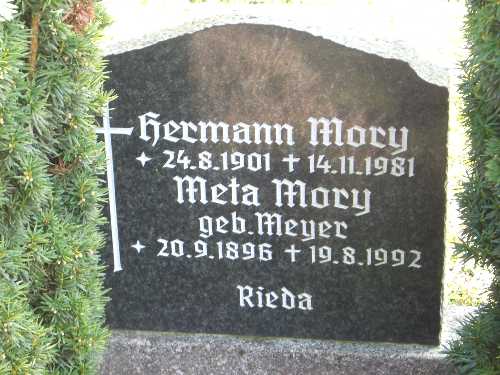 Hermann Mory
✦ 24.8.1901 ✝ 14.11.1981
Meta Mory
geb. Meyer
✦ 20.9.1896 ✝ 19.8.1992
Rieda